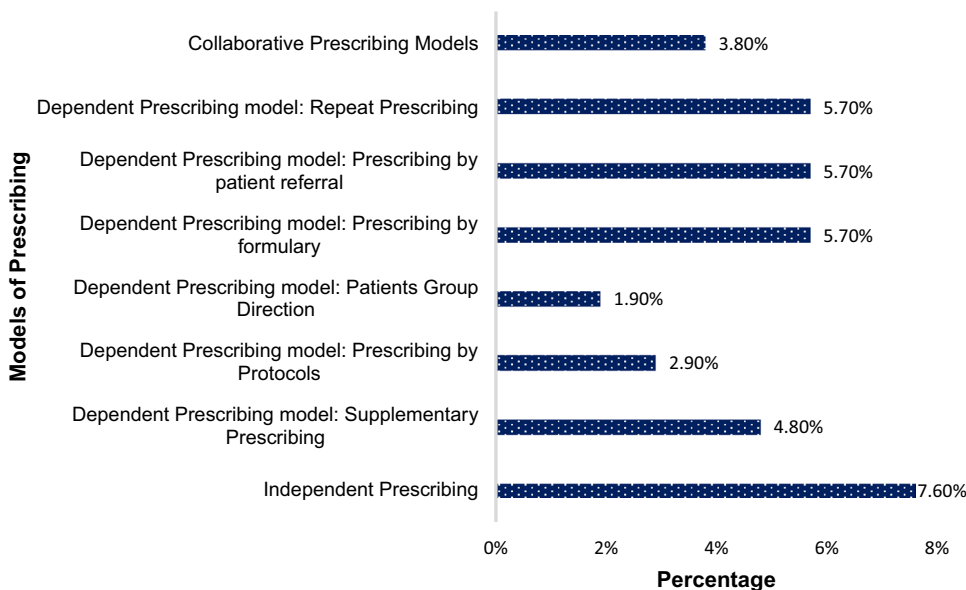 Models of Prescribing
Collaborative Prescribing Models
3.80%
Dependent Prescribing model: Repeat Prescribing
5.70%
Dependent Prescribing model: Prescribing by
patient referral
5.70%
Dependent Prescribing model: Prescribing by
formulary
5.70%
Dependent Prescribing model: Patients Group
Direction
1.90%
Dependent Prescribing model: Prescribing by
Protocols
2.90%
Dependent Prescribing model: Supplementary
Prescribing
4.80%
Independent Prescribing
7.60%
0% 2% 4% 6% 8%
Percentage